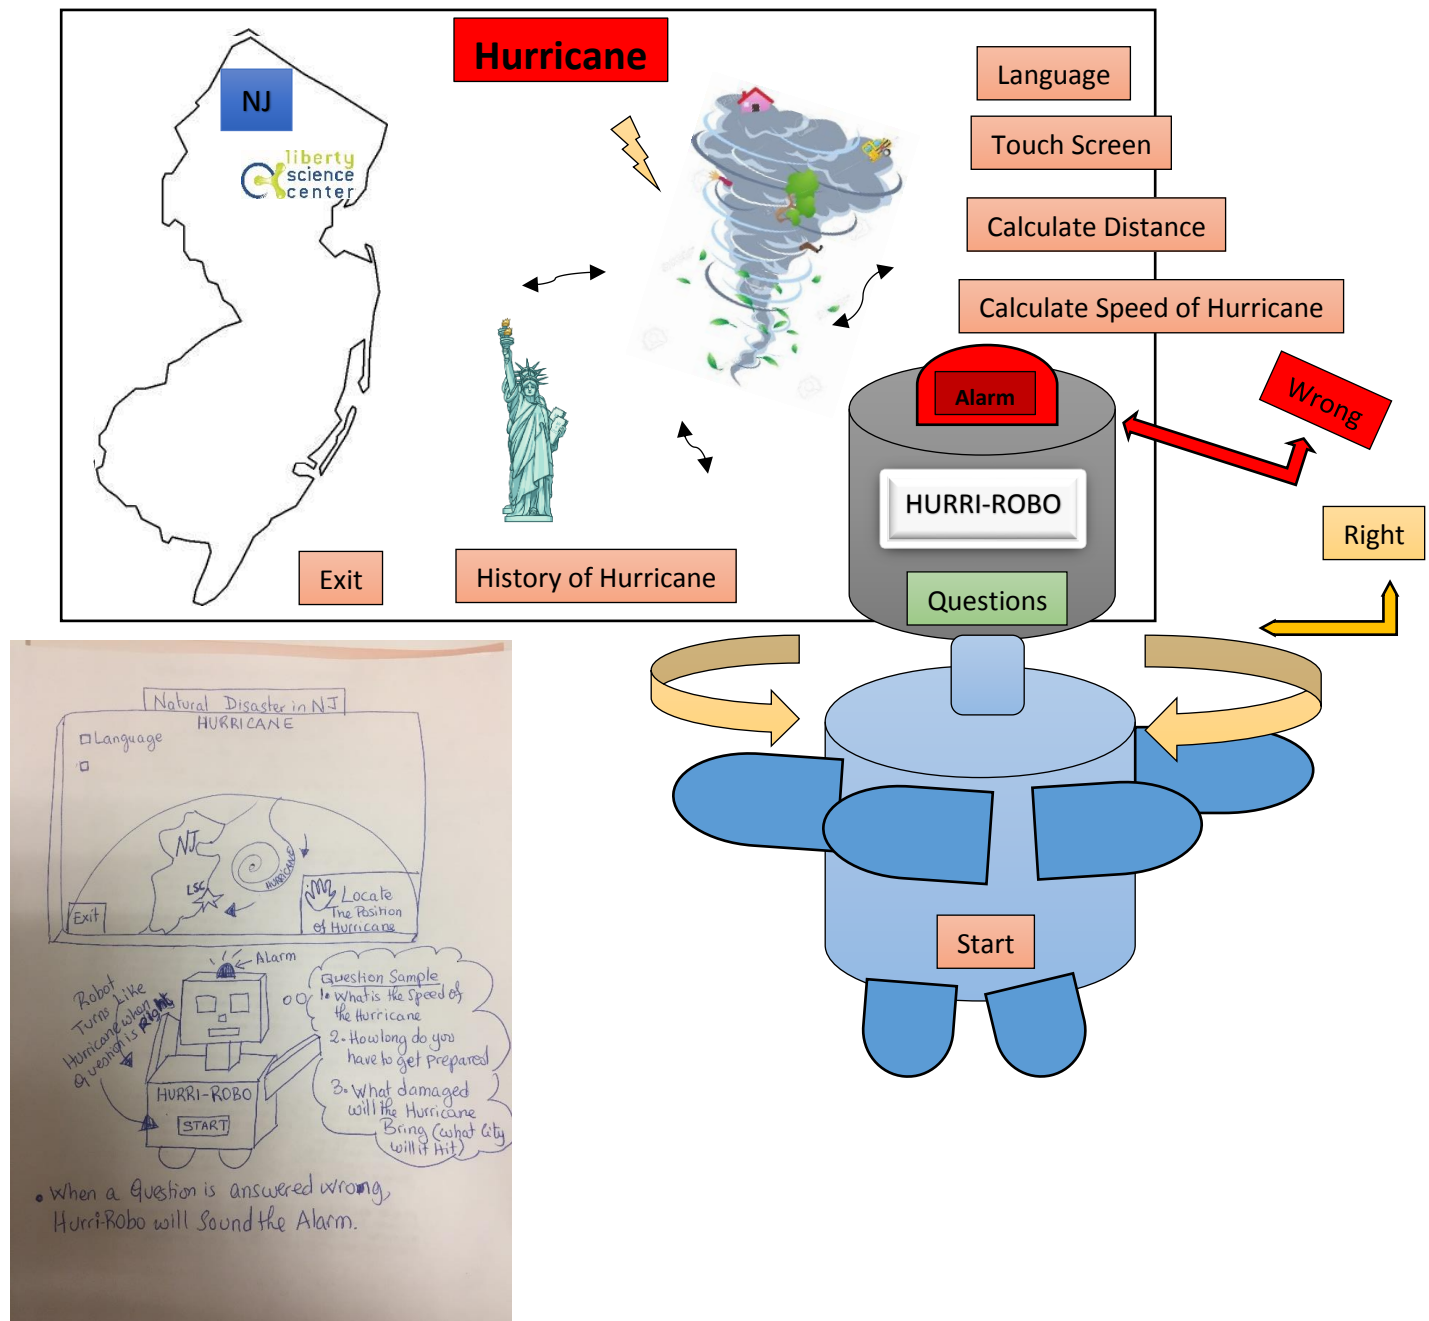 Hurricane
NJ
liberty
science
center
Language
Touch Screen
Calculate Distance
Calculate Speed of Hurricane
Alarm
Wrong
HURRI-ROBO
Right
Exit
History of Hurricane
Questions
Start
Natural Disaster in NJ
HURRICANE
Language
NJ
LSC
HURRICANE
Exit
Locate
The Position
of Hurricane
Alarm
Robot
Turns Like
Hurricane when
Question is Right
HURRI-ROBO
START
Question Sample
1. What is the Speed of
the Hurricane
2. How long do you
have to get prepared
3. What damaged
will the Hurricane
Bring (what City
will it Hit)
• When a Question is answered wrong,
Hurri-Robo will Sound the Alarm.